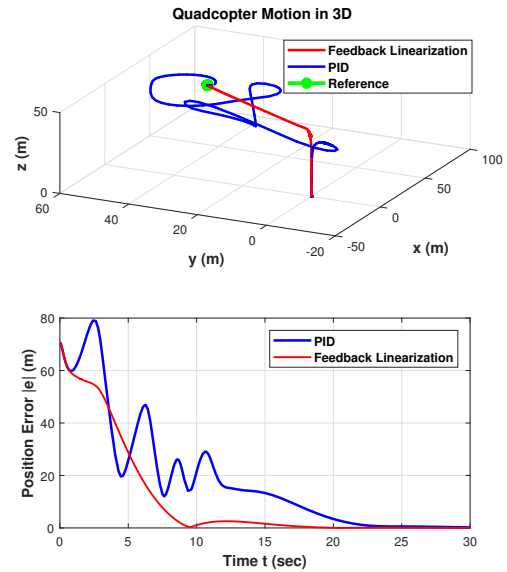 Quadcopter Motion in 3D
Feedback Linearization
PID
Reference
z (m)
50
0
60
40
20
0
-20
y (m)
-50
0
50
100
x (m)
Position Error |e| (m)
80
60
40
20
0
PID
Feedback Linearization
0
5
10
15
20
25
30
Time t (sec)